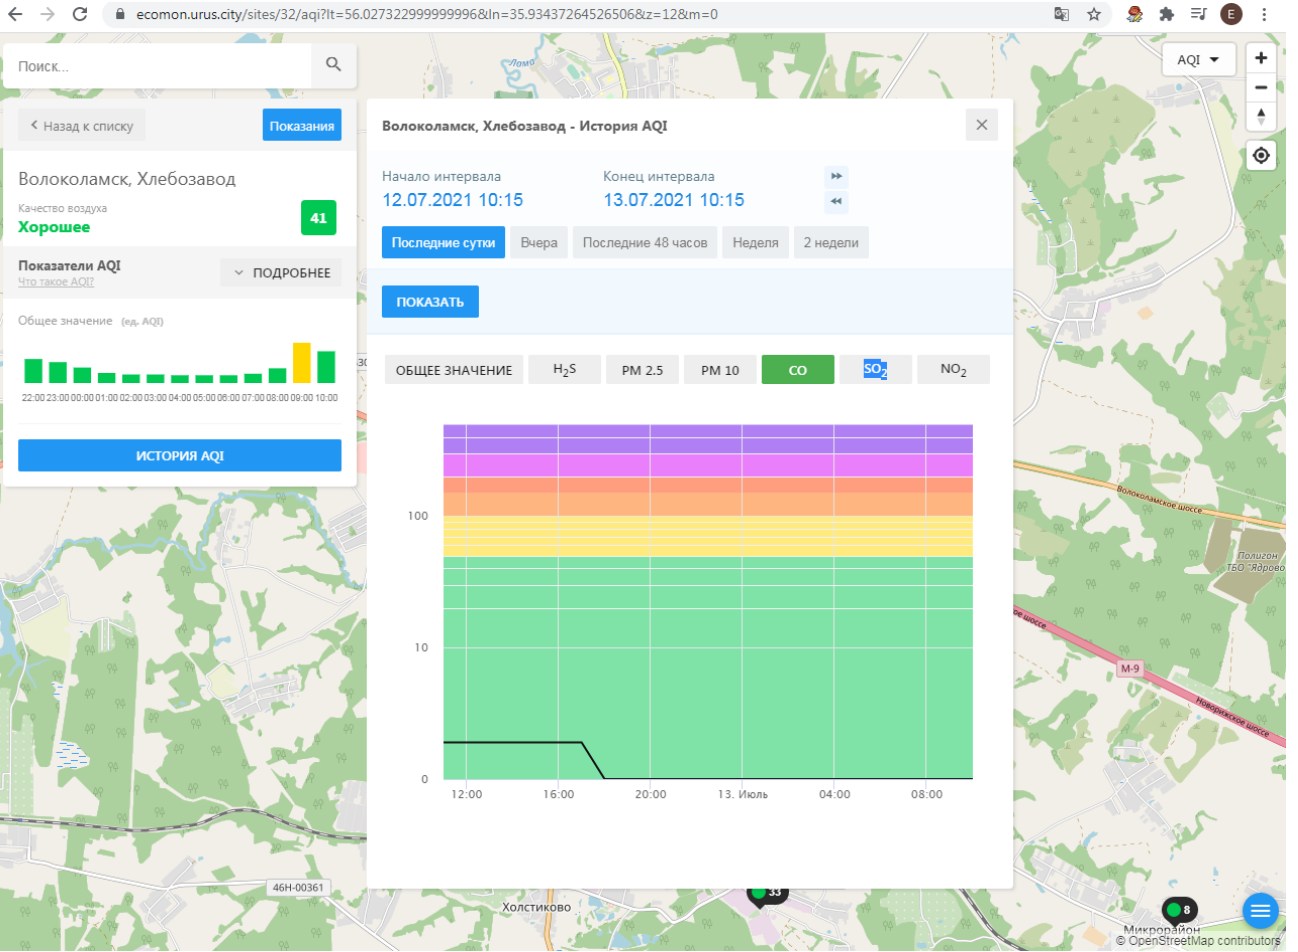 ecomon.urus.city/sites/32/aqi?lt=56.027322999999996&ln=35.93437264526506&z=12&m=0
E
Поиск...
Назад к списку
Показания
Волоколамск, Хлебозавод
Качество воздуха
Хорошее
41
Показатели AQI
Что такое AQI?
ПОДРОБНЕЕ
Общее значение (ед. AQI)
22:00 23:00 00:00 01:00 02:00 03:00 04:00 05:00 06:00 07:00 08:00 09:00 10:00
ИСТОРИЯ AQI
Волоколамск, Хлебозавод - История AQI
Начало интервала
12.07.2021 10:15
Конец интервала
13.07.2021 10:15
Последние сутки
Вчера
Последние 48 часов
Неделя
2 недели
ПОКАЗАТЬ
ОБЩЕЕ ЗНАЧЕНИЕ
H2S
PM 2.5
PM 10
CO
SO2
NO2
100
10
0
12:00
16:00
20:00
13. Июль
04:00
08:00
AQI
Лама
Волоколамское шоссе
Полигон
ТБО "Ядрово
M-9
Новорижское шоссе
46Н-00361
Холстиково
33
8
Микрорайон
© OpenStreetMap contributors